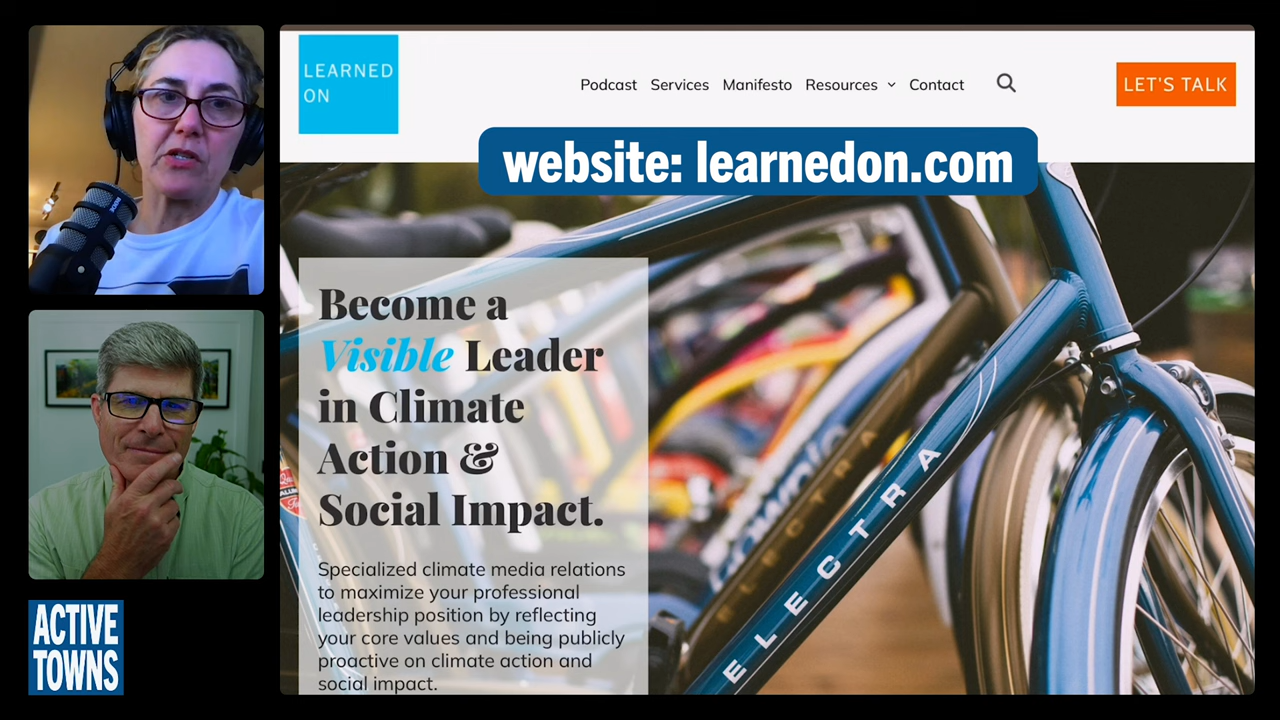 LEARNED
ON
Podcast Services Manifesto Resources Contact
LET'S TALK
website: learnedon.com
Become a
Visible Leader
in Climate
Action &
Social Impact.
Specialized climate media relations
to maximize your professional
leadership position by reflecting
your core values and being publicly
proactive on climate action and
social impact.
ELECTRA
ELECTRA
ACTIVE
TOWNS